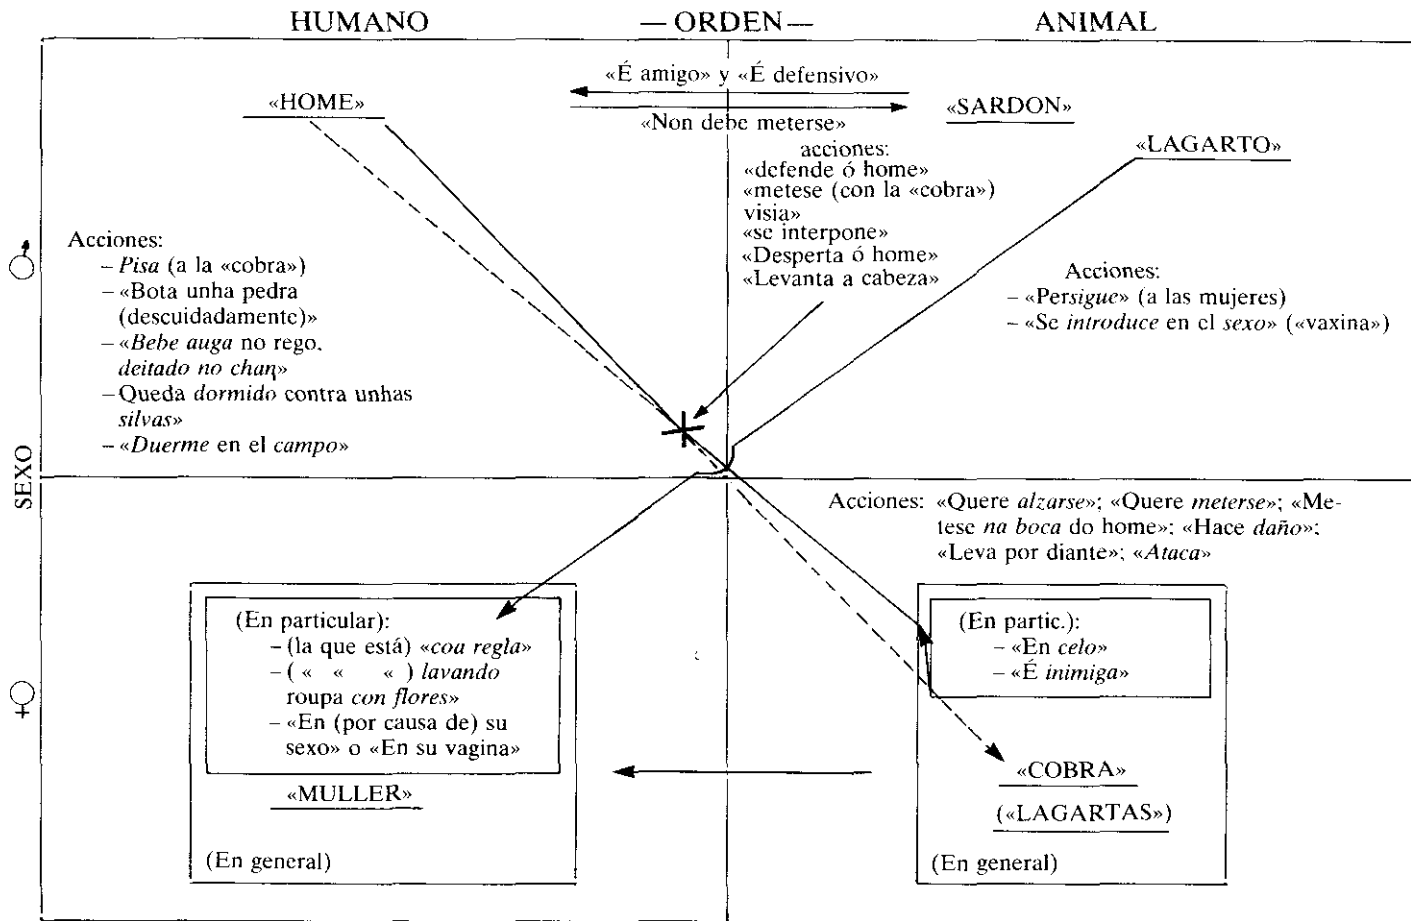 HUMANO — ORDEN — ANIMAL
«É amigo» y «É defensivo»
«HOME»
«SARDON»
«Non debe meterse»
«LAGARTO»
acciones:
«defende ó home»
«metese (con la «cobra»)
visia»
«se interpone»
«Desperta ó home»
«Levanta a cabeza»
Acciones:
– Pisa (a la «cobra»)
– «Bota unha pedra
(descuidadamente)»
– «Bebe auga no rego,
deitado no chan»
– Queda dormido contra unhas
silvas»
– «Duerme en el campo»
Acciones:
– «Persigue» (a las mujeres)
– «Se introduce en el sexo» («vaxina»)
SEXO
Acciones: «Quere alzarse»; «Quere meterse»; «Me-
tese na boca do home»; «Hace daño»;
«Leva por diante»; «Ataca»
(En particular):
– (la que está) «coa regla»
– ( « « « ) lavando
roupa con flores»
– «En (por causa de) su
sexo» o «En su vagina»
«MULLER»
(En general)
(En partic.):
– «En celo»
– «É inimiga»
«COBRA»
(«LAGARTAS»)
(En general)